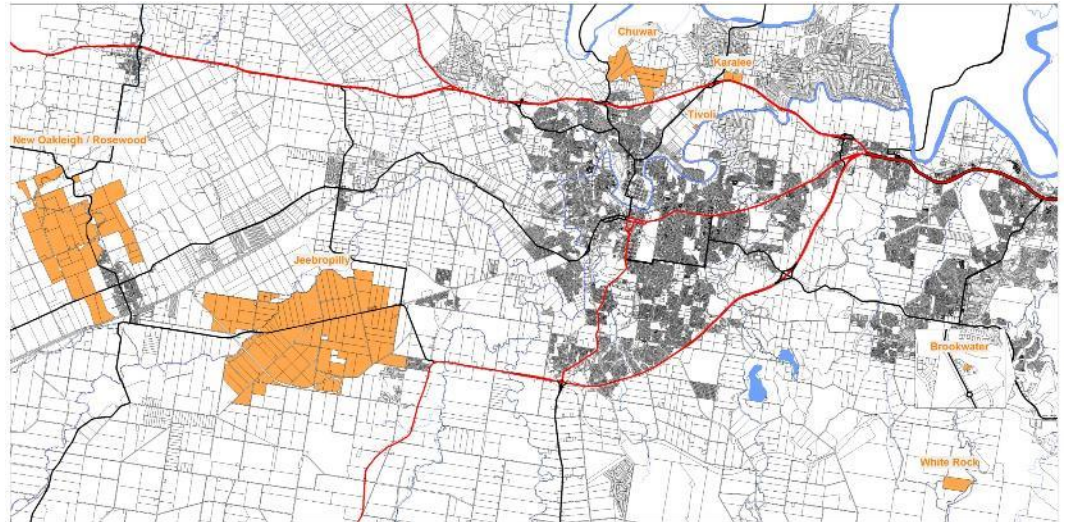 Chuwar
Karalee
Tivoli
New Oakleigh / Rosewood
Jeebropilly
Brookwater
White Rock